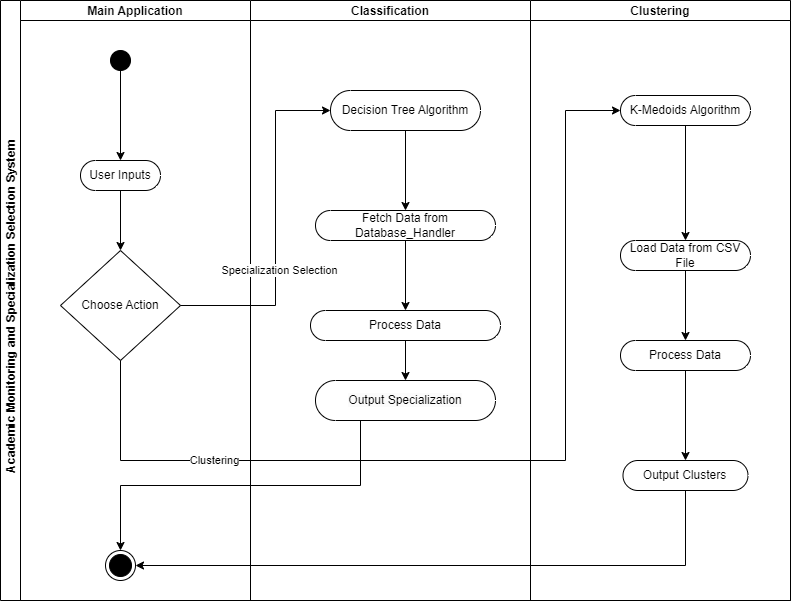 Academic Monitoring and Specialization Selection System
Main Application
Classification
Clustering
User Inputs
Choose Action
Specialization Selection
Clustering
Decision Tree Algorithm
Fetch Data from
Database_Handler
Process Data
Output Specialization
K-Medoids Algorithm
Load Data from CSV
File
Process Data
Output Clusters